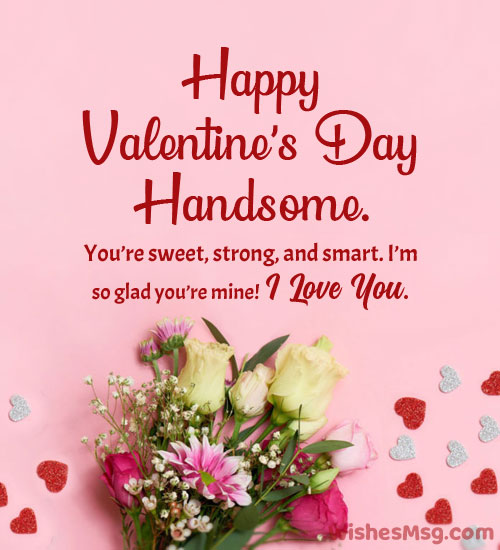 Happy
Valentine's Day
Handsome.
You're sweet, strong, and smart. I'm
so glad you're mine! I Love You.
WishesMsg.com